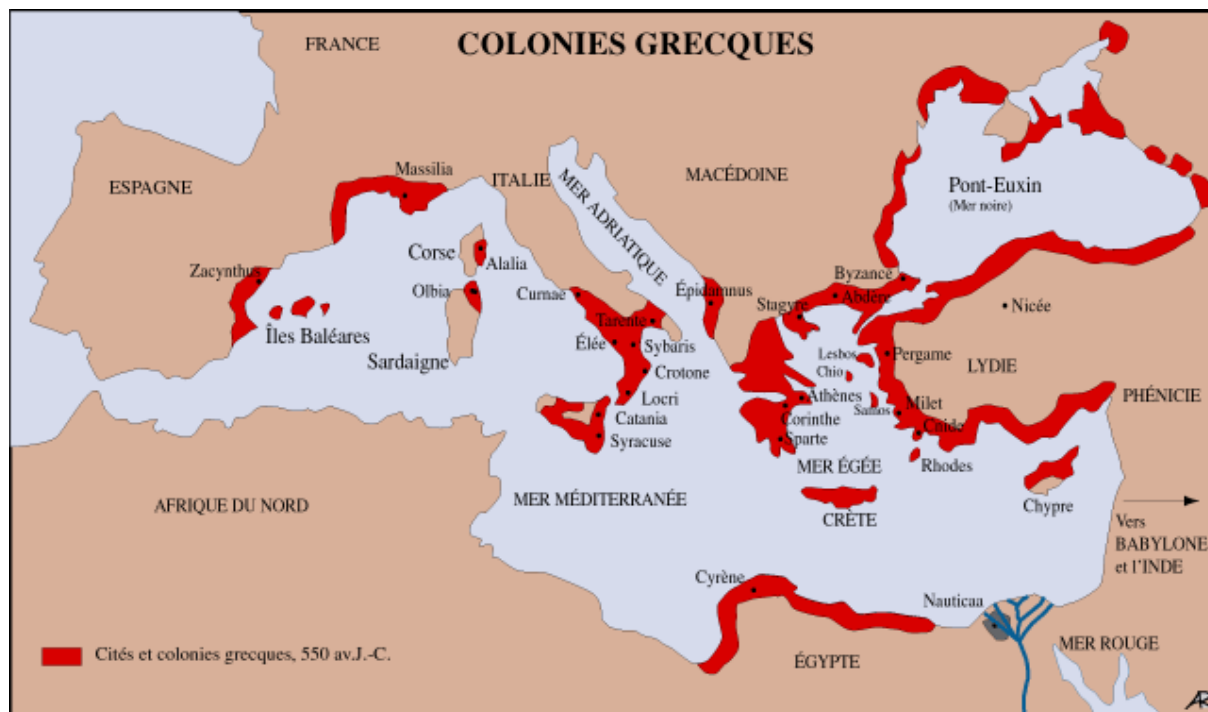 COLONIES GRECQUES
FRANCE
ESPAGNE
Massilia
ITALIE
MER ADRIATIQUE
MACÉDOINE
Pont-Euxin
(Mer noire)
Corse
Alalia
Zacynthus
Olbia
Îles Baléares
Sardaigne
Curnae
Tarente
Élée
Sybaris
Crotone
Locri
Catania
Syracuse
Épidamnus
Stagyre
Abdère
Byzance
Nicée
Lesbos
Chio
Pergame
LYDIE
PHÉNICIE
Athènes
Samos
Milet
Corinthe
Cnide
Sparte
Rhodes
MER ÉGÉE
CRÈTE
Chypre
MER MÉDITERRANÉE
AFRIQUE DU NORD
Vers
BABYLONE
et l'INDE
Cyrène
Nauticaa
Cités et colonies grecques, 550 av.J.-C.
ÉGYPTE
MER ROUGE